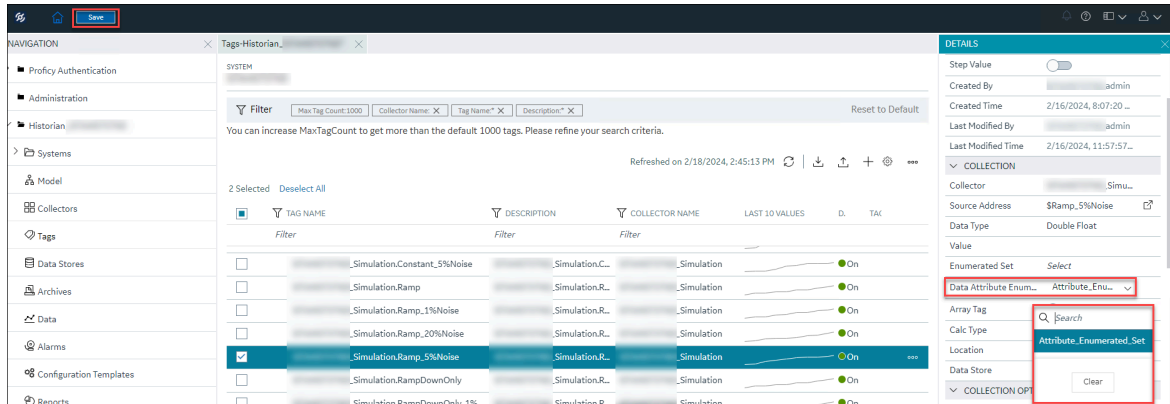 Save
NAVIGATION
Proficy Authentication
Administration
Historian
Systems
Model
Collectors
Tags
Data Stores
Archives
Data
Alarms
Configuration Templates
Reports
Tags-Historian_
SYSTEM
Filter Max Tag Count:1000 Collector Name: X Tag Name:* X Description:* X Reset to Default
You can increase MaxTagCount to get more than the default 1000 tags. Please refine your search criteria.
Refreshed on 2/18/2024, 2:45:13 PM
2 Selected Deselect All
TAG NAME DESCRIPTION COLLECTOR NAME LAST 10 VALUES D. TAG
Filter Filter Filter
_Simulation.Constant_5%Noise _Simulation.C... _Simulation On
_Simulation.Ramp _Simulation.R... _Simulation On
_Simulation.Ramp_1%Noise _Simulation.R... _Simulation On
_Simulation.Ramp_20%Noise _Simulation.R... _Simulation On
_Simulation.Ramp_5%Noise _Simulation.R... _Simulation On
_Simulation.RampDownOnly _Simulation.R... _Simulation On
_Simulation.RampDownOnly_1% _Simulation.R... _Simulation On
DETAILS
Step Value
Created By admin
Created Time 2/16/2024, 8:07:20 ...
Last Modified By admin
Last Modified Time 2/16/2024, 11:57:57...
COLLECTION
Collector _Simu...
Source Address $Ramp_5%Noise
Data Type Double Float
Value
Enumerated Set Select
Data Attribute Enum... Attribute_Enu...
Array Tag
Calc Type
Location
Data Store
COLLECTION OPT
Search
Attribute_Enumerated_Set
Clear